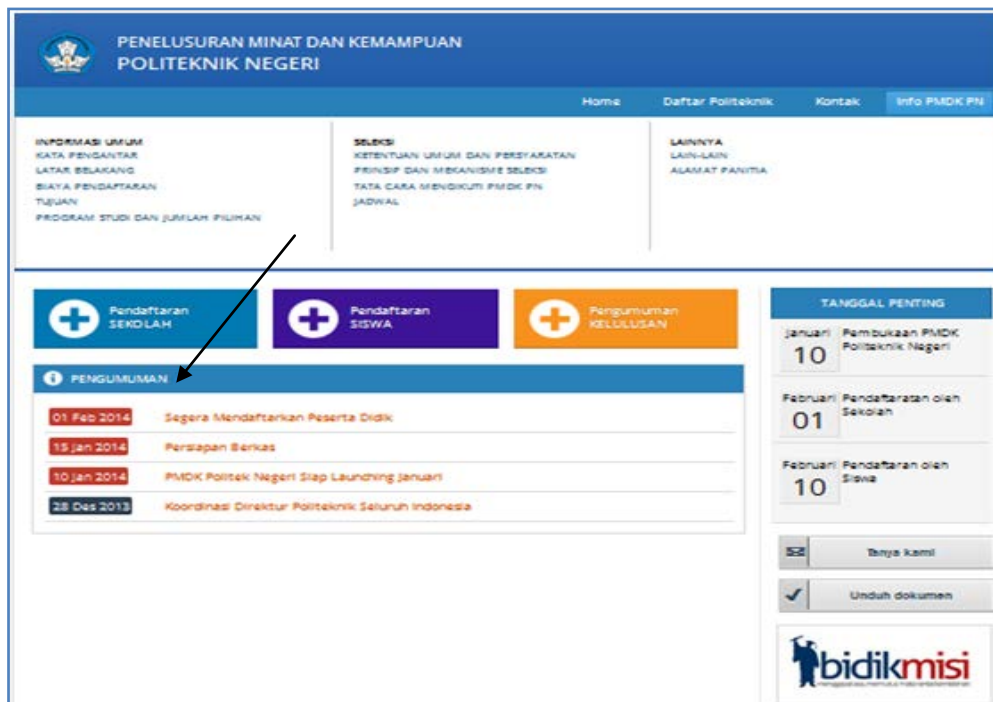 PENELUSURAN MINAT DAN KEMAMPUAN
POLITEKNIK NEGERI
Home Daftar Politeknik Kontak Info PMDK PN
INFORMASI UMUM
KATA PENGANTAR
LATAR BELAKANG
BIAYA PENDAFTARAN
TUJUAN
PROGRAM STUDI DAN JUMLAH PILIHAN
SELEKSI
KETENTUAN UMUM DAN PERSYARATAN
PRINSIP DAN MEKANISME SELEKSI
TATA CARA MENGIKUTI PMDK PN
JADWAL
LAINNYA
LAIN-LAIN
ALAMAT PANITIA
Pendaftaran
SEKOLAH
Pendaftaran
SISWA
Pengumuman
KELULUSAN
PENGUMUMAN
01 Feb 2014 Segera Mendaftarkan Peserta Didik
15 Jan 2014 Persiapan Berkas
10 Jan 2014 PMDK Politek Negeri Siap Launching Januari
28 Des 2013 Koordinasi Direktur Politeknik Seluruh Indonesia
TANGGAL PENTING
Januari
10
Pembukaan PMDK
Politeknik Negeri
Februari
01
Pendaftaratan oleh
Sekolah
Februari
10
Pendaftaran oleh
Siswa
Tanya kami
Unduh dokumen
bidikmisi